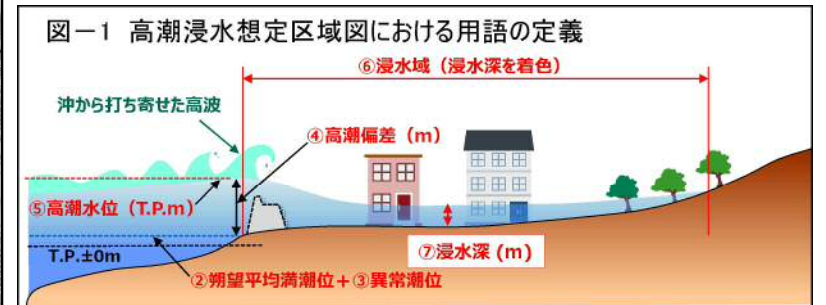 図－1 高潮浸水想定区域図における用語の定義
⑥浸水域（浸水深を着色）
沖から打ち寄せた高波
④高潮偏差（m）
⑤高潮水位（T.P.m）
T.P.±0m
⑦浸水深 (m)
②朔望平均満潮位＋③異常潮位